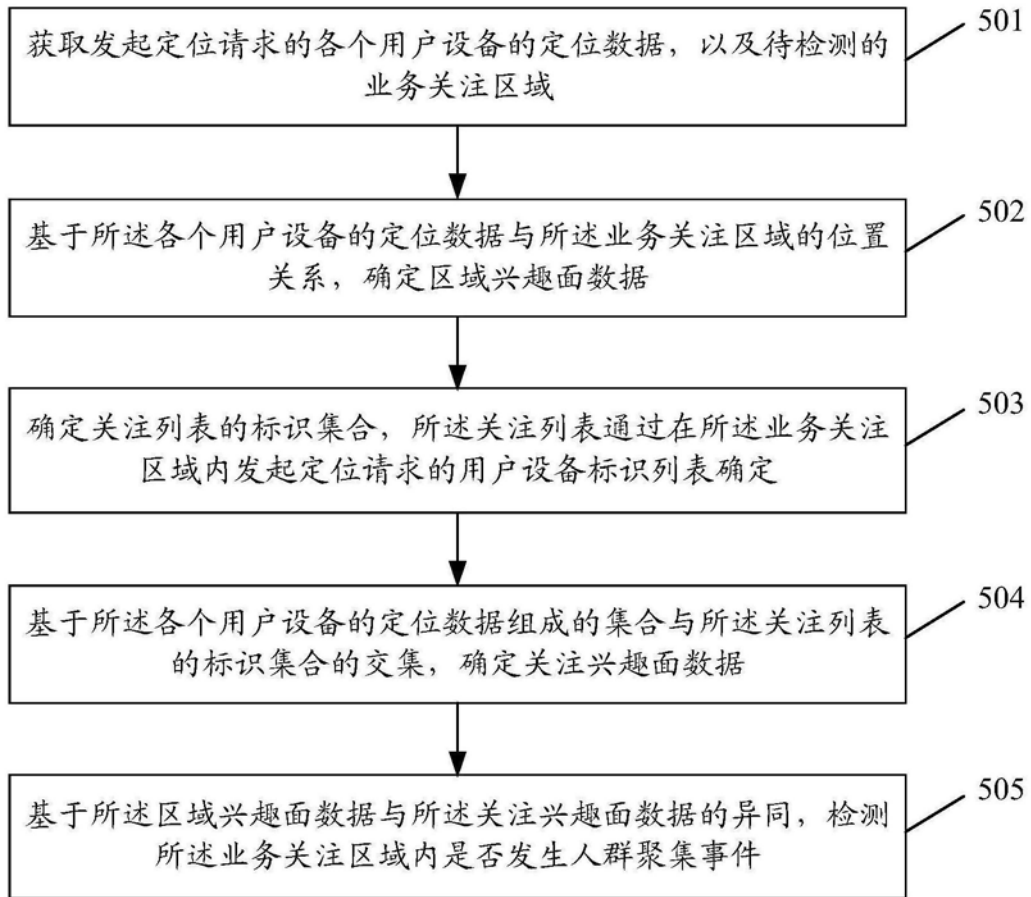 获取发起定位请求的各个用户设备的定位数据，以及待检测的
业务关注区域
501
基于所述各个用户设备的定位数据与所述业务关注区域的位置
关系，确定区域兴趣面数据
502
确定关注列表的标识集合，所述关注列表通过在所述业务关注
区域内发起定位请求的用户设备标识列表确定
503
基于所述各个用户设备的定位数据组成的集合与所述关注列表
的标识集合的交集，确定关注兴趣面数据
504
基于所述区域兴趣面数据与所述关注兴趣面数据的异同，检测
所述业务关注区域内是否发生人群聚集事件
505